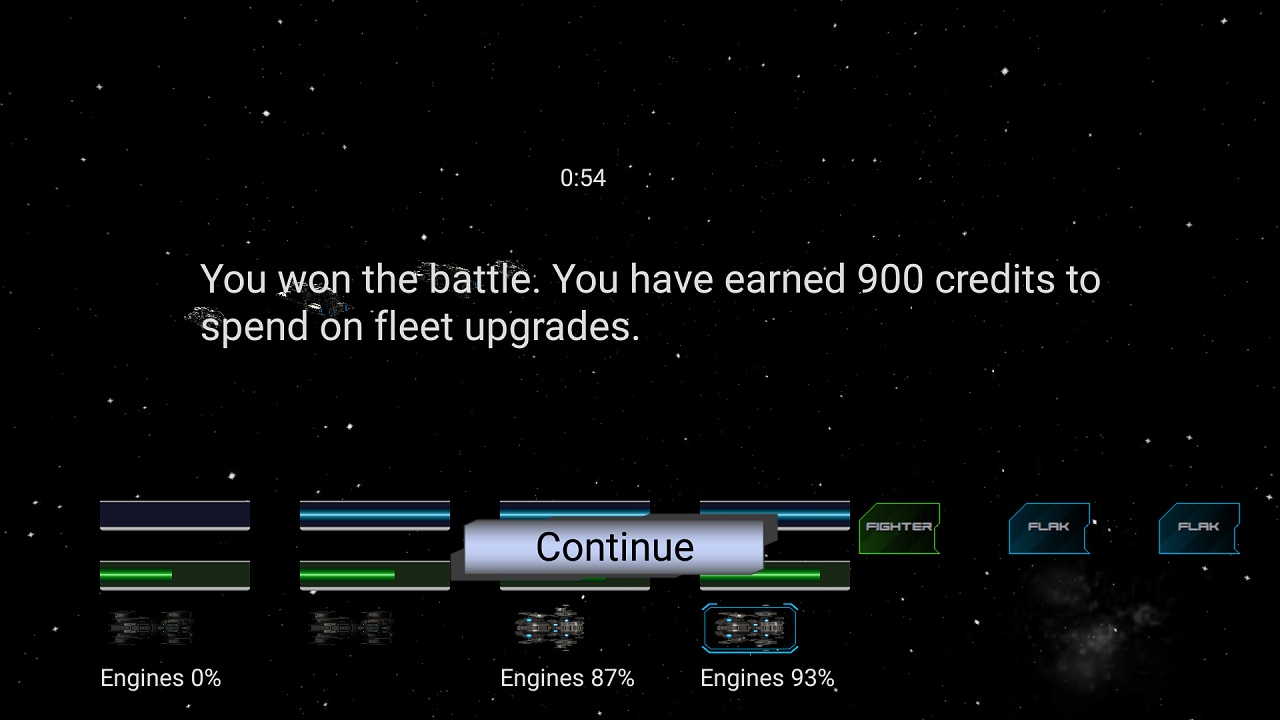 0:54
You won the battle. You have earned 900 credits to
spend on fleet upgrades.
FIGHTER
FLAK
FLAK
Continue
Engines 0%
Engines 87%
Engines 93%